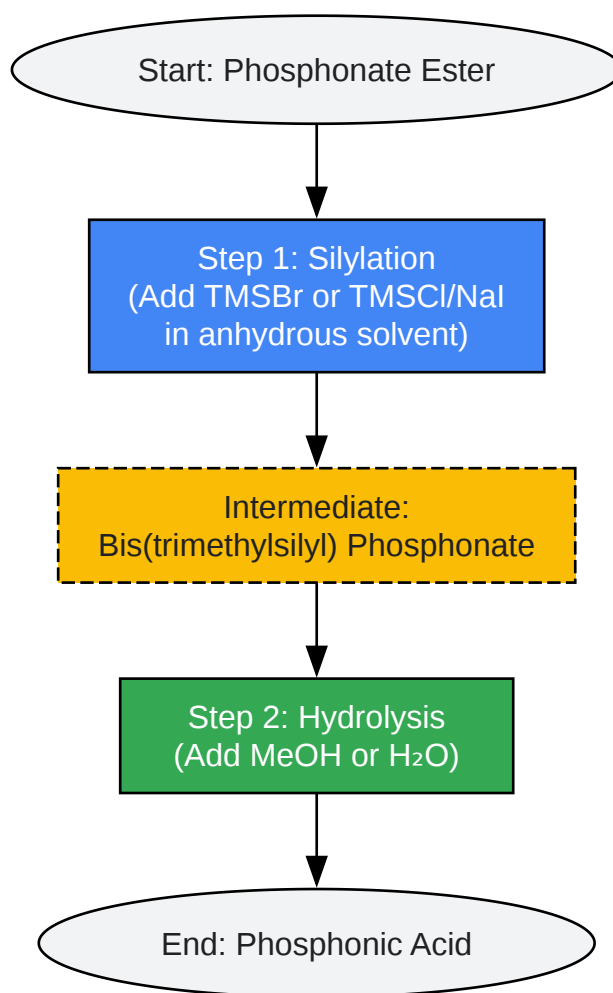 Start: Phosphonate Ester
Step 1: Silylation
(Add TMSBr or TMSCl/NaI
in anhydrous solvent)
Intermediate:
Bis(trimethylsilyl) Phosphonate
Step 2: Hydrolysis
(Add MeOH or H₂O)
End: Phosphonic Acid